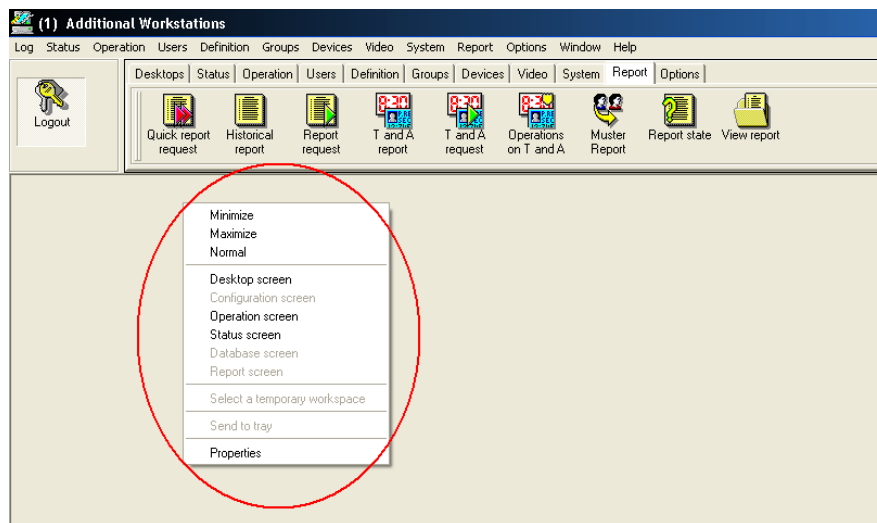 (1) Additional Workstations
Log Status Operation Users Definition Groups Devices Video System Report Options Window Help
Desktops Status Operation Users Definition Groups Devices Video System Report Options
Logout
Quick report request
Historical report
Report request
T and A report
T and A request
Operations on T and A
Muster Report
Report state
View report
Minimize
Maximize
Normal
Desktop screen
Configuration screen
Operation screen
Status screen
Database screen
Report screen
Select a temporary workspace
Send to tray
Properties